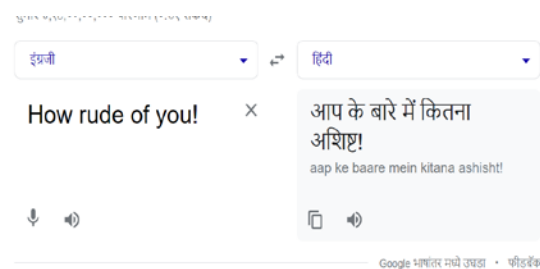 इंग्रजी
हिंदी
How rude of you!
आप के बारे में कितना
अशिष्ट!
aap ke baare mein kitana ashisht!
Google भाषांतर मध्ये उघडा • फीडबॅक